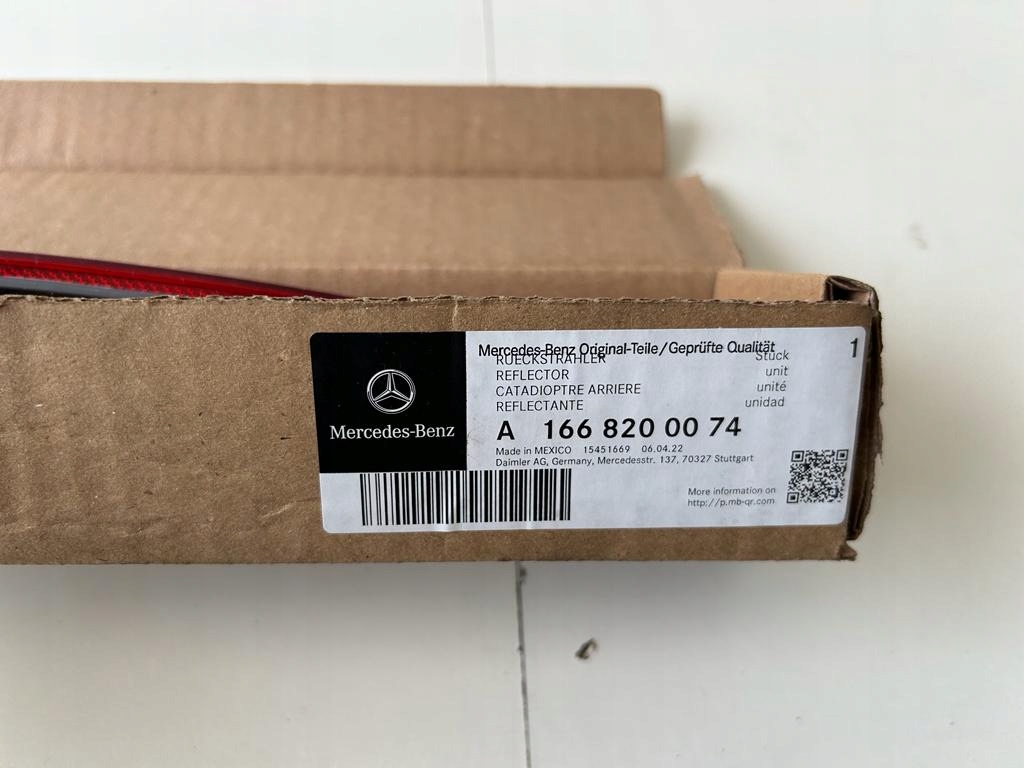 Mercedes-Benz Original-Teile/Geprüfte Qualität
1
RUECKSTRAHLER Stück
REFLECTOR unit
CATADIOPTRE ARRIERE unité
REFLECTANTE unidad
Mercedes-Benz
A 166 820 00 74
Made in MEXICO 15451669 06.04.22
Daimler AG, Germany, Mercedesstr. 137, 70327 Stuttgart
More information on
http://p.mb-qr.com